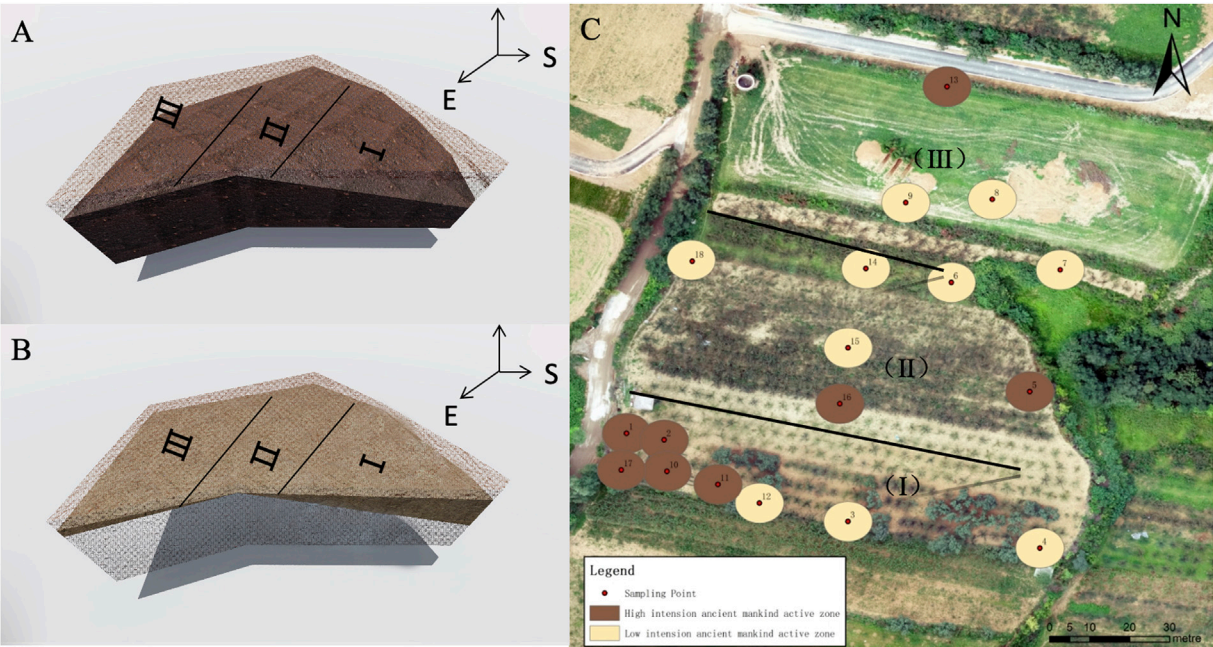 A
S
E
III
II
I
B
S
E
III
II
I
C
N
13
(III)
9
8
18
14
6
7
15
(II)
16
5
1
2
17
10
11
(I)
12
3
4
Legend
Sampling Point
High intension ancient mankind active zone
Low intension ancient mankind active zone
0 5 10 20 30
metre